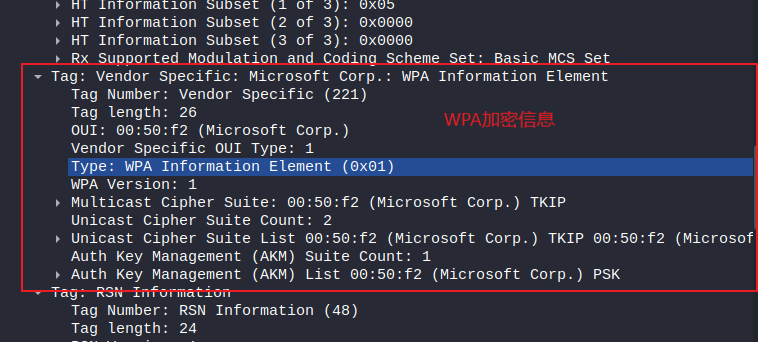 HT Information Subset (1 of 3): 0x05
HT Information Subset (2 of 3): 0x0000
HT Information Subset (3 of 3): 0x0000
Rx Supported Modulation and Coding Scheme Set: Basic MCS Set
Tag: Vendor Specific: Microsoft Corp.: WPA Information Element
Tag Number: Vendor Specific (221)
Tag length: 26
WPA加密信息
OUI: 00:50:f2 (Microsoft Corp.)
Vendor Specific OUI Type: 1
Type: WPA Information Element (0x01)
WPA Version: 1
Multicast Cipher Suite: 00:50:f2 (Microsoft Corp.) TKIP
Unicast Cipher Suite Count: 2
Unicast Cipher Suite List 00:50:f2 (Microsoft Corp.) TKIP 00:50:f2 (Microsof
Auth Key Management (AKM) Suite Count: 1
Auth Key Management (AKM) List 00:50:f2 (Microsoft Corp.) PSK
Tag: RSN Information
Tag Number: RSN Information (48)
Tag length: 24